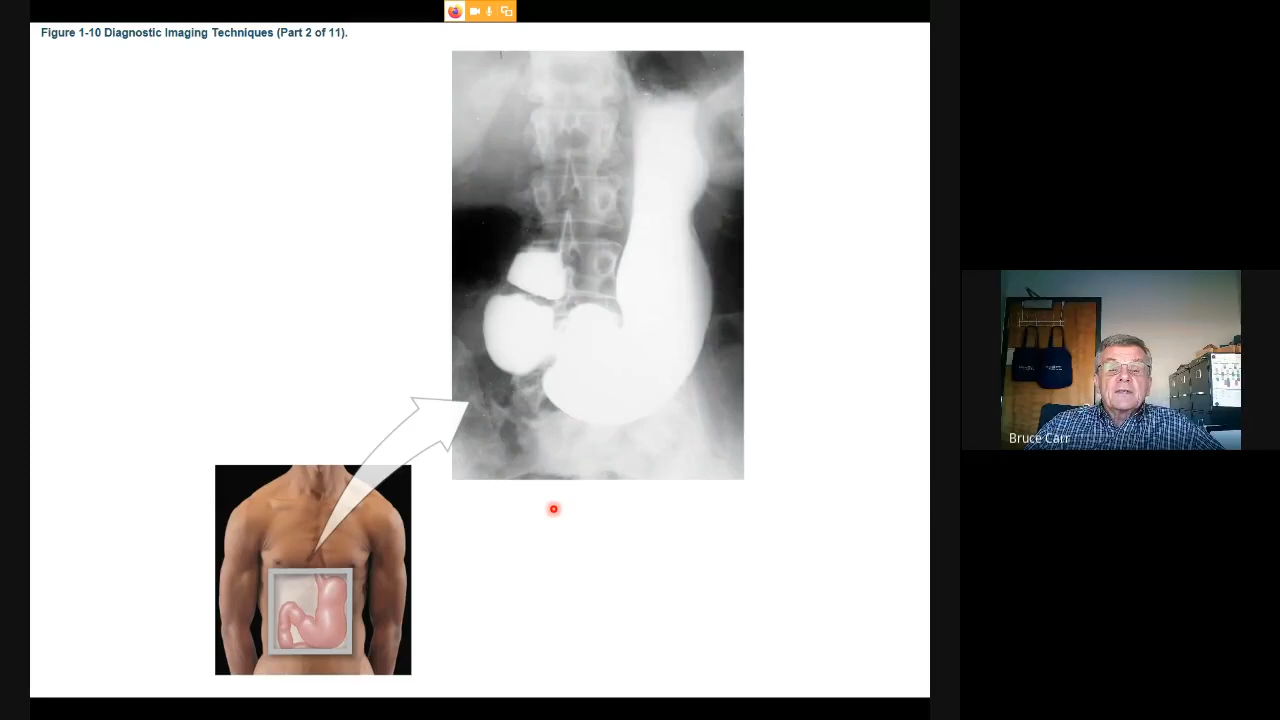 Figure 1-10 Diagnostic Imaging Techniques (Part 2 of 11).
Bruce Carr